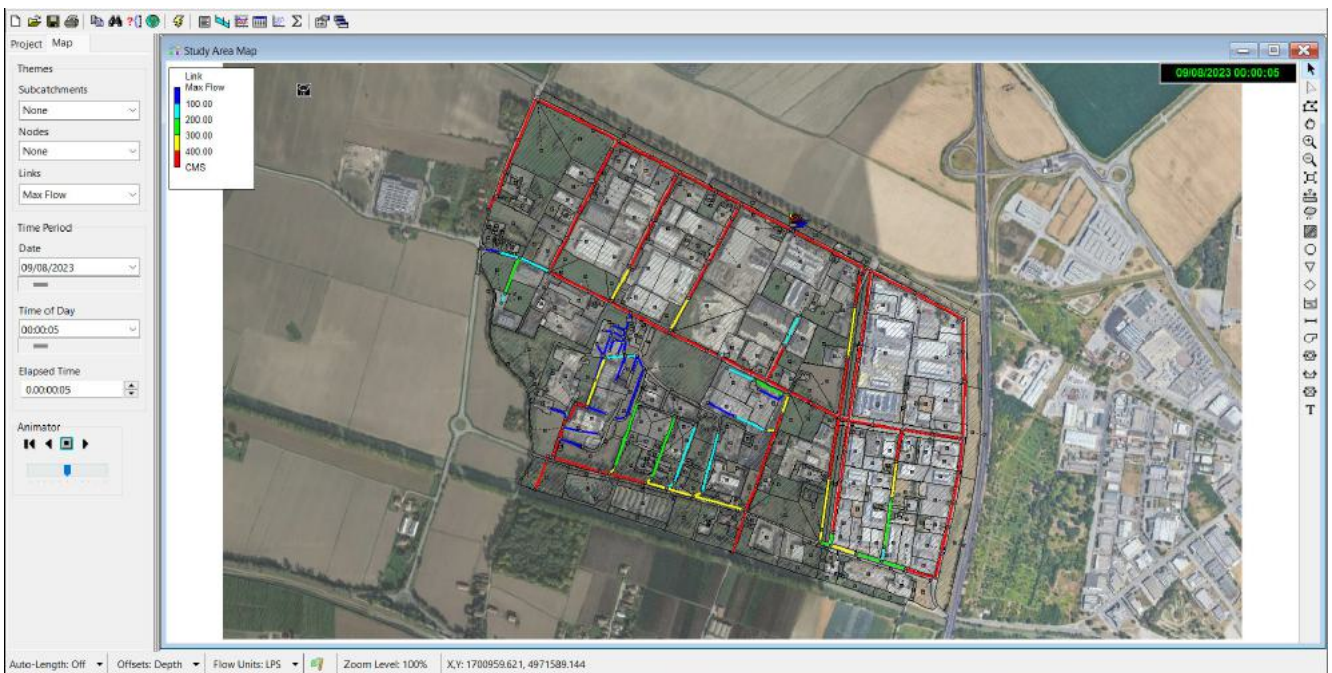 Project Map
Study Area Map
Themes
Subcatchments
None
Nodes
None
Links
Max Flow
Time Period
Date
09/08/2023
Time of Day
00:00:05
Elapsed Time
0.00:00:05
Animator
Link
Max Flow
100.00
200.00
300.00
400.00
CMS
09/08/2023 00:00:05
T
Auto-Length: Off Offsets: Depth Flow Units: LPS Zoom Level: 100% X,Y: 1700959.621, 4971589.144